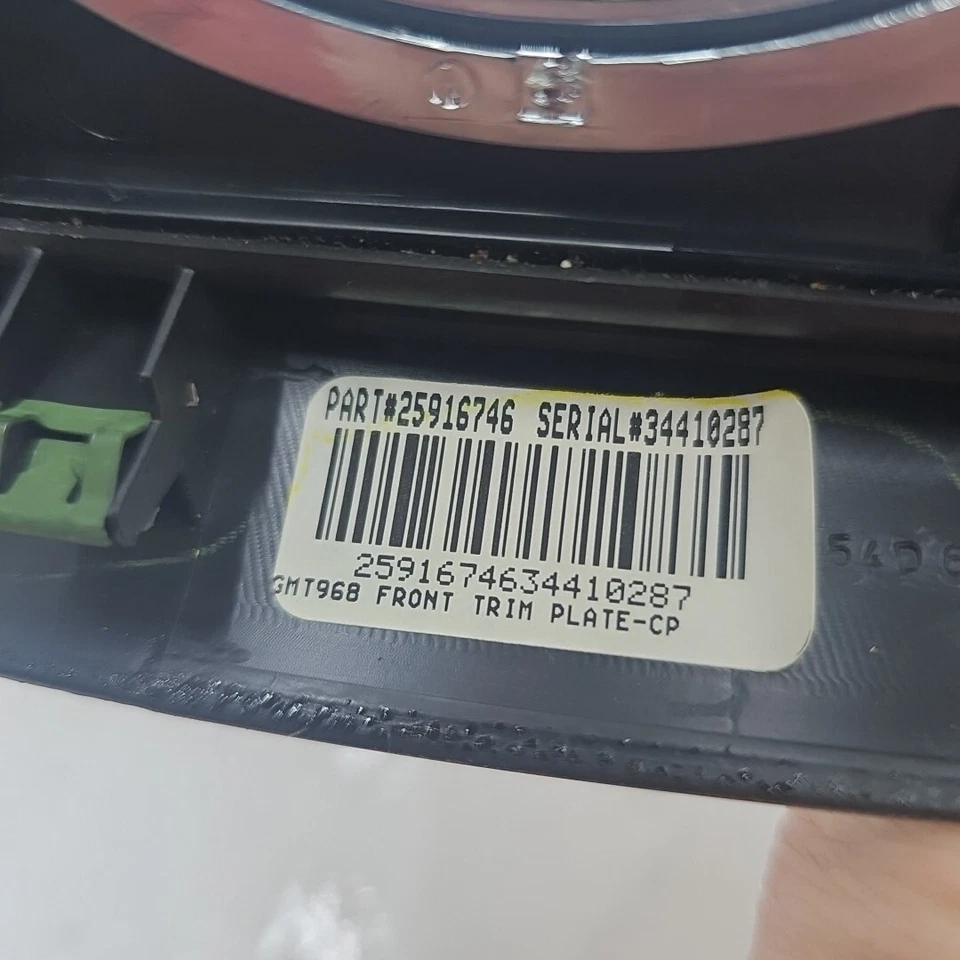 PART#25916746 SERIAL#34410287
2591674634410287
GMT968 FRONT TRIM PLATE-CP